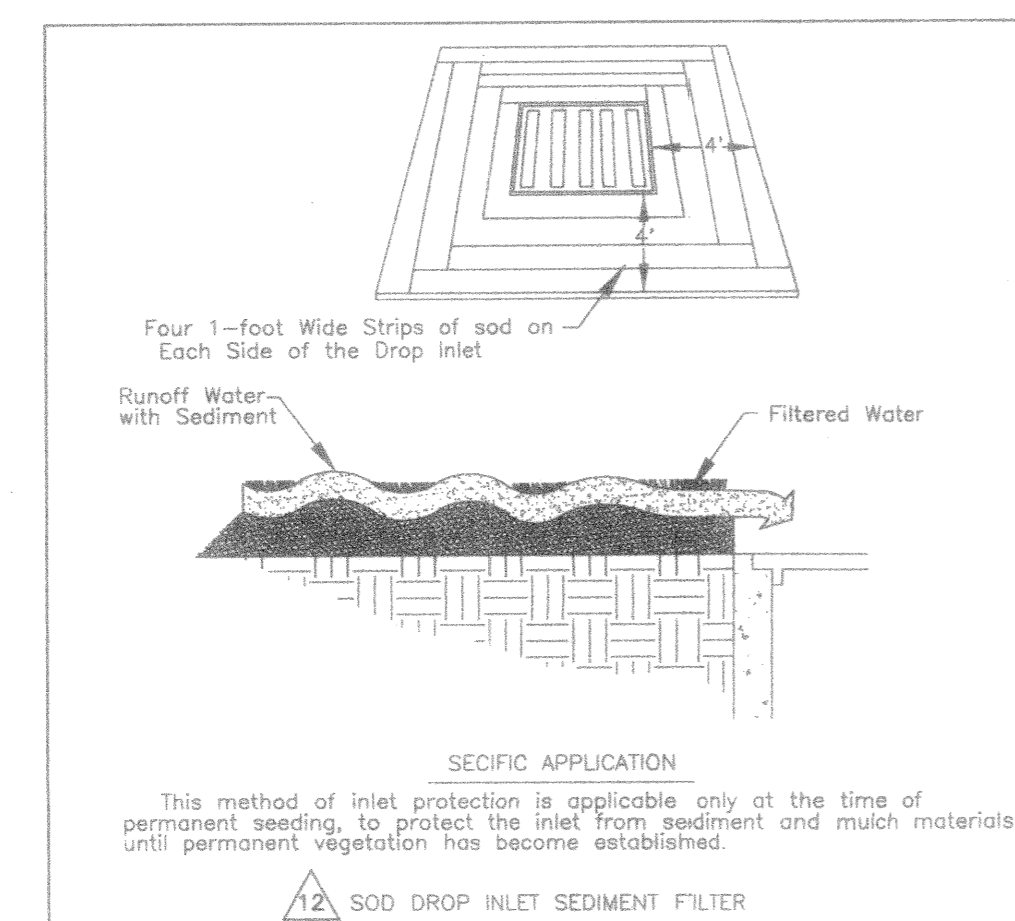 4'
4'
Four 1-foot Wide Strips of sod on
Each Side of the Drop Inlet
Runoff Water
with Sediment
Filtered Water
SECIFIC APPLICATION
This method of inlet protection is applicable only at the time of
permanent seeding, to protect the inlet from sediment and mulch materials
until permanent vegetation has become established.
12 SOD DROP INLET SEDIMENT FILTER